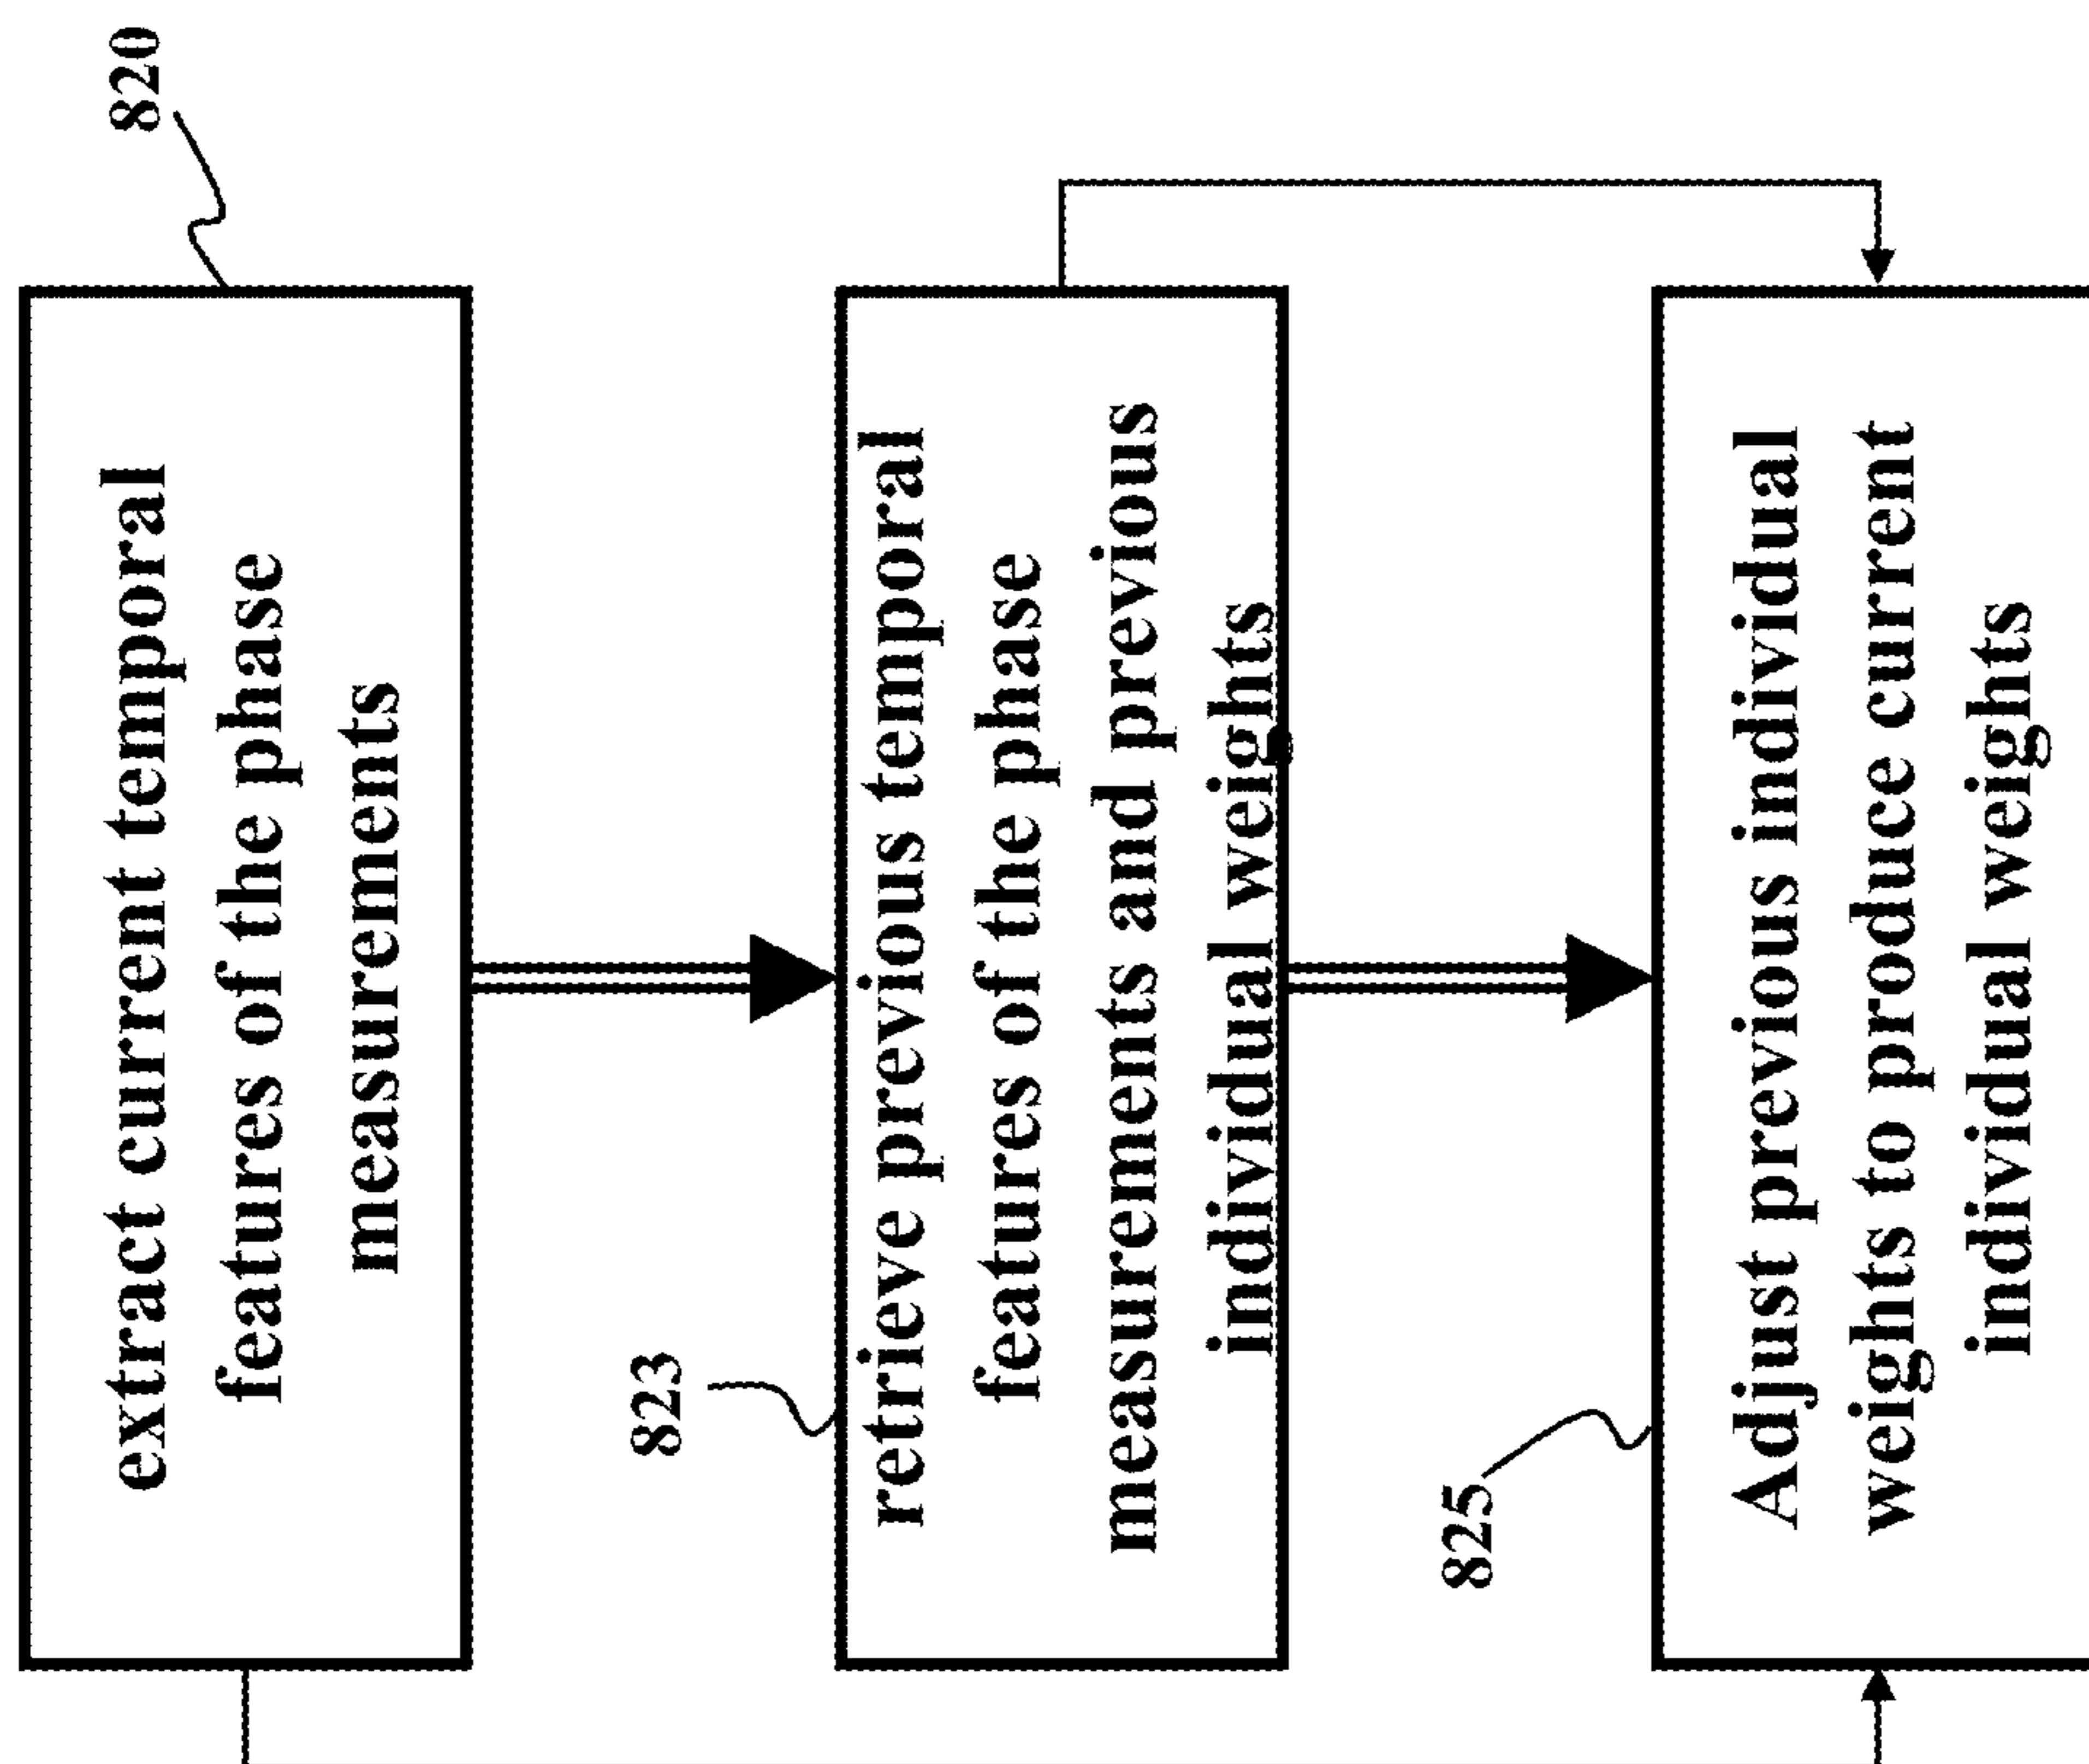 820
extract current temporal
features of the phase
measurements
823
retrieve previous temporal
features of the phase
measurements and previous
individual weights
825
Adjust previous individual
weights to produce current
individual weights